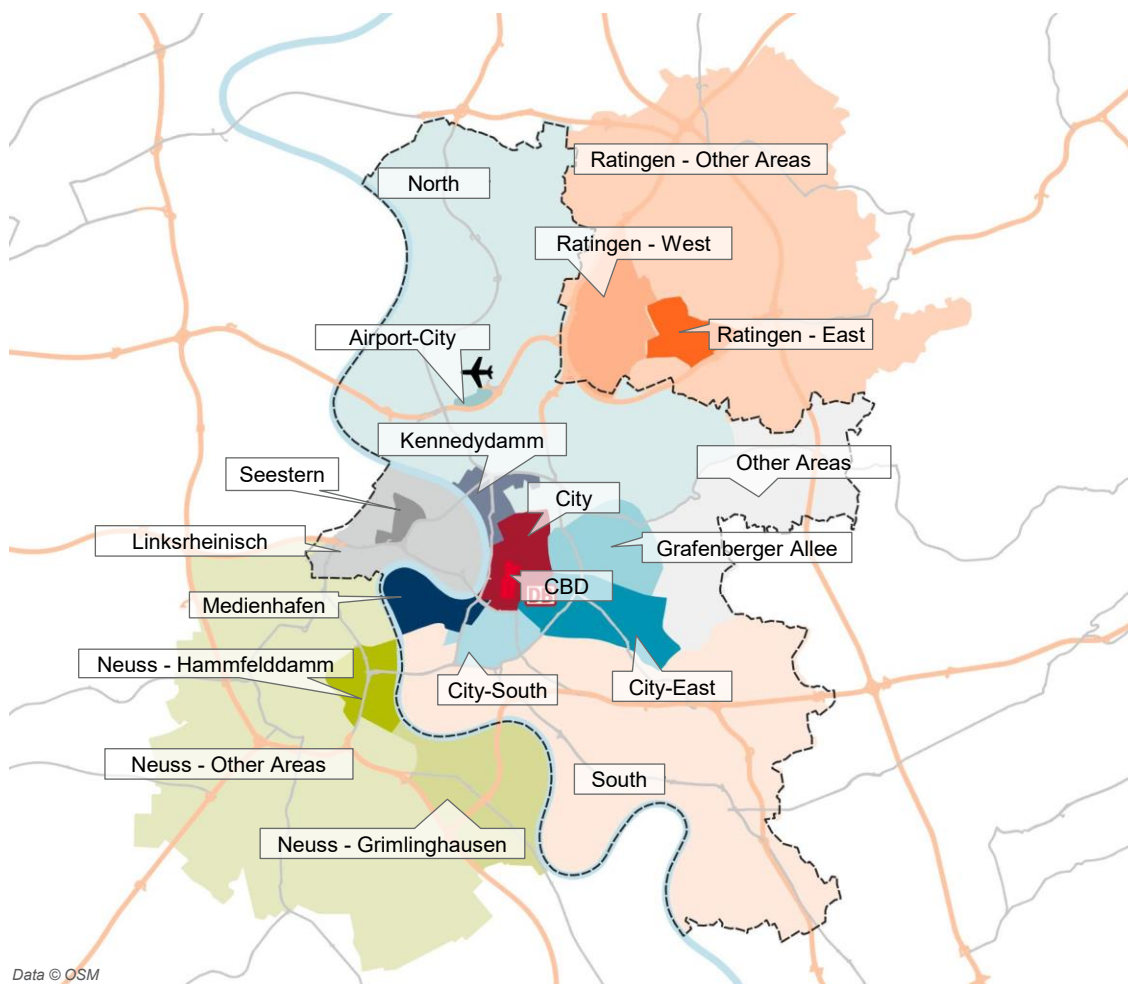 Ratingen - Other Areas
North
Ratingen - West
Airport-City
Ratingen - East
Kennedydamm
Other Areas
Seestern
City
Linksrheinisch
Grafenberger Allee
CBD
DB
Medienhafen
Neuss - Hammfelddamm
City-South
City-East
Neuss - Other Areas
South
Neuss - Grimlinghausen
Data © OSM